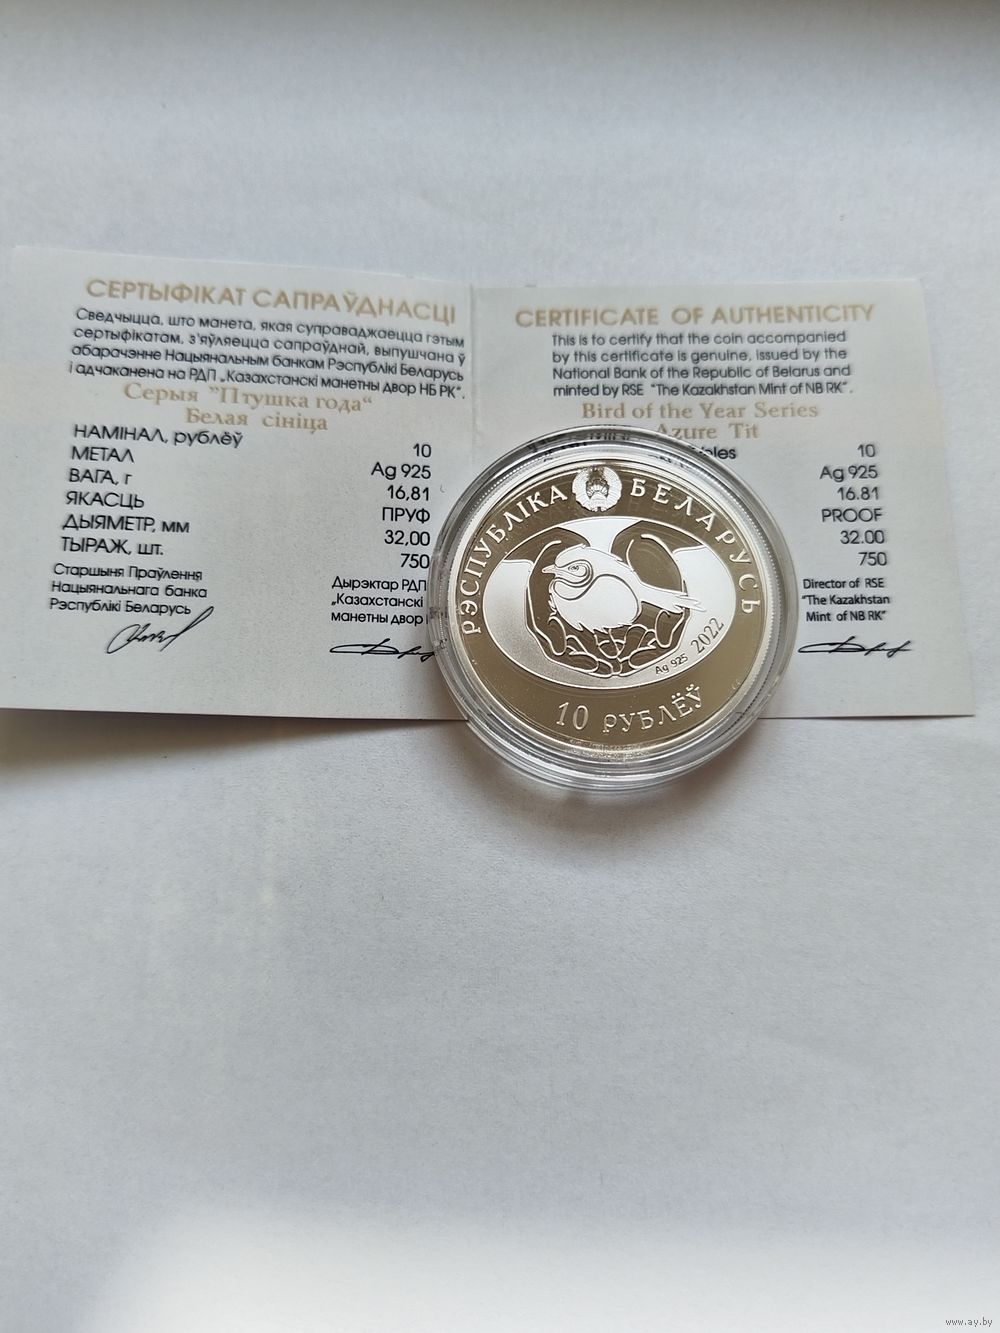 СЕРТЫФІКАТ САПРАЎДНАСЦІ
Сведчыцца, што манета, якая суправаджаецца гэтым
сертыфікатам, з'яўляецца сапраўднай, выпушчана ў
абарачэнне Нацыянальным банкам Рэспублікі Беларусь
і адчаканена на РДП „Казахстанскі манетны двор НБ РК“.
Серыя "Птушка года“
Белая сініца
НАМІНАЛ, рублёў 10
МЕТАЛ Ag 925
ВАГА, г 16,81
ЯКАСЦЬ ПРУФ
ДЫЯМЕТР, мм 32,00
ТЫРАЖ, шт. 750
Старшыня Праўлення
Нацыянальнага банка
Рэспублікі Беларусь
Дырэктар РДП
„Казахстанскі
манетны двор
CERTIFICATE OF AUTHENTICITY
This is to certify that the coin accompanied
by this certificate is genuine, issued by the
National Bank of the Republic of Belarus and
minted by RSE "The Kazakhstan Mint of NB RK".
Bird of the Year Series
Azure Tit
10
Ag 925
16.81
PROOF
32.00
750
Director of RSE
"The Kazakhstan
Mint of NB RK"
РЭСПУБЛІКА БЕЛАРУСЬ
Ag 925 2022
10 РУБЛЁЎ
www.ay.by